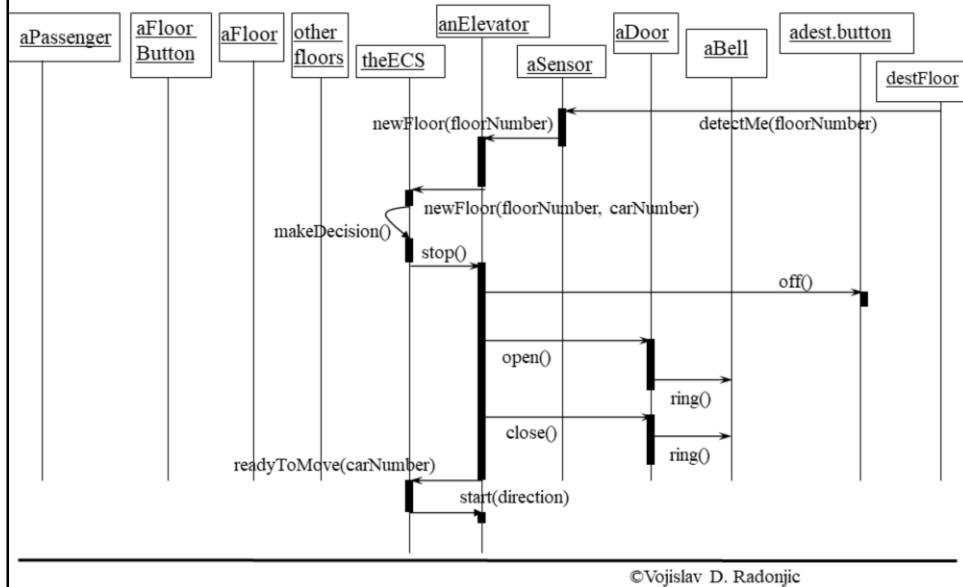 anElevator
aPassenger
aFloor
Button
aFloor
other
floors
theECS
aSensor
aDoor
aBell
adest.button
destFloor
newFloor(floorNumber)
detectMe(floorNumber)
newFloor(floorNumber, carNumber)
makeDecision()
stop()
off()
open()
ring()
close()
ring()
readyToMove(carNumber)
start(direction)
©Vojislav D. Radonjic